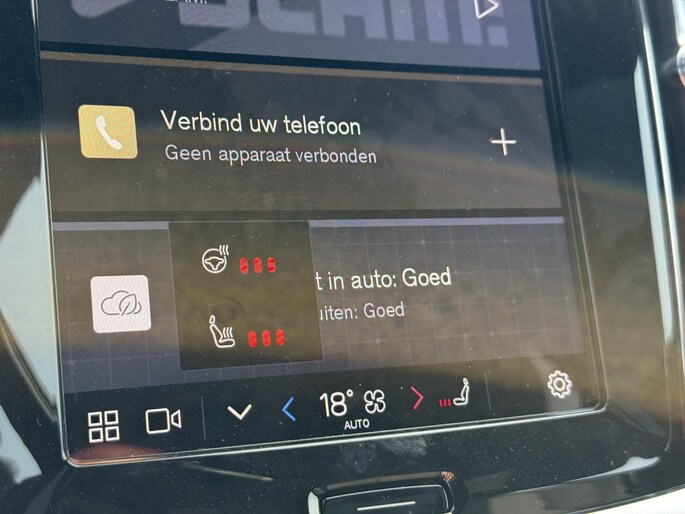 Verbind uw telefoon
Geen apparaat verbonden
t in auto: Goed
uiten: Goed
18°
AUTO